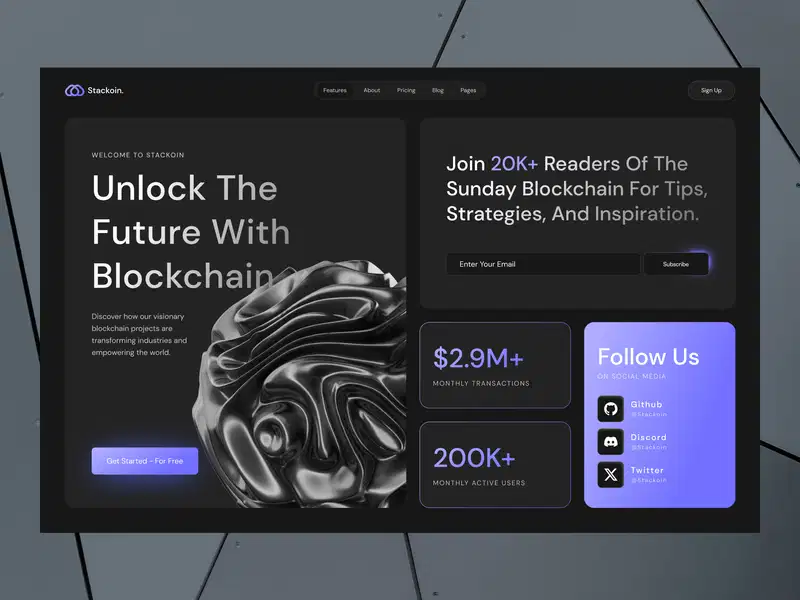 Stackoin.
Features About Pricing Blog Pages
Sign Up
WELCOME TO STACKOIN
Unlock The
Future With
Blockchain
Discover how our visionary
blockchain projects are
transforming industries and
empowering the world.
Get Started - For Free
Join 20K+ Readers Of The
Sunday Blockchain For Tips,
Strategies, And Inspiration.
Enter Your Email
Subscribe
$2.9M+
MONTHLY TRANSACTIONS
200K+
MONTHLY ACTIVE USERS
Follow Us
ON SOCIAL MEDIA
Github
@Stackoin
Discord
@Stackoin
Twitter
@Stackoin